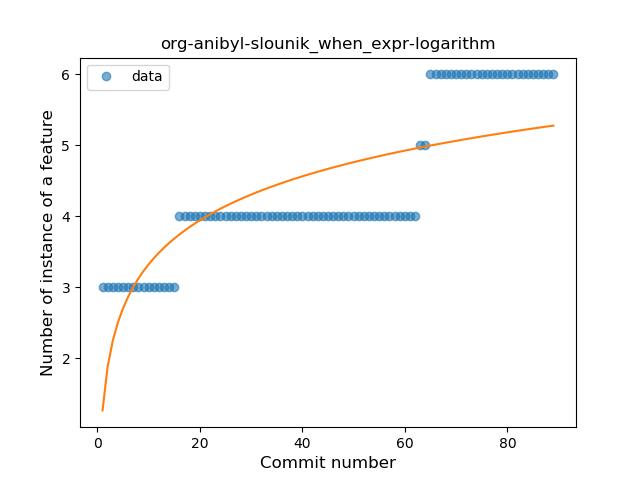 org-anibyl-slounik_when_expr-logarithm
data
Number of instance of a feature
6
5
4
3
2
0 20 40 60 80
Commit number